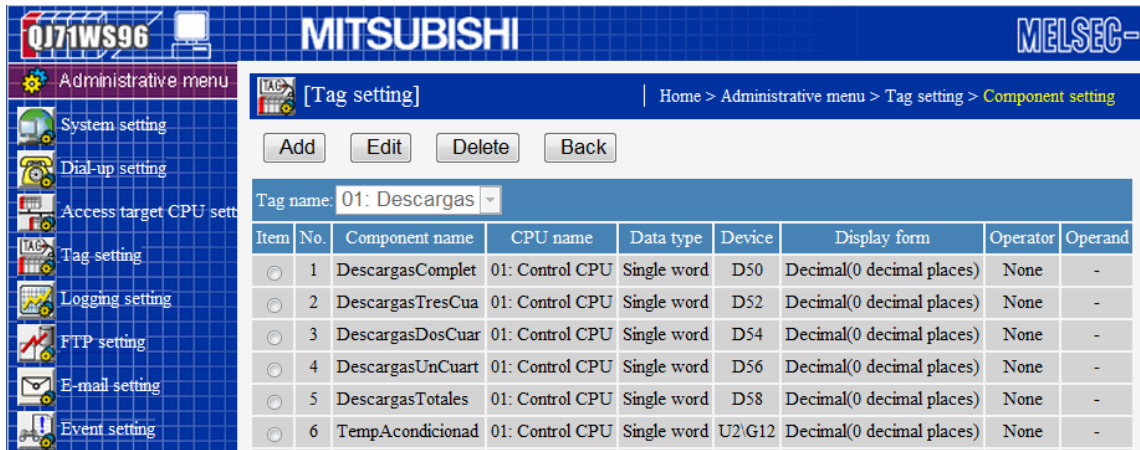 QJ71WS96 MITSUBISHI MELSEC-
Administrative menu
System setting
Dial-up setting
Access target CPU sett
Tag setting
Logging setting
FTP setting
E-mail setting
Event setting
[Tag setting] Home > Administrative menu > Tag setting > Component setting
Add Edit Delete Back
Tag name: 01: Descargas
Item No. Component name CPU name Data type Device Display form Operator Operand
1 DescargasComplet 01: Control CPU Single word D50 Decimal(0 decimal places) None -
2 DescargasTresCua 01: Control CPU Single word D52 Decimal(0 decimal places) None -
3 DescargasDosCuar 01: Control CPU Single word D54 Decimal(0 decimal places) None -
4 DescargasUnCuart 01: Control CPU Single word D56 Decimal(0 decimal places) None -
5 DescargasTotales 01: Control CPU Single word D58 Decimal(0 decimal places) None -
6 TempAcondicionad 01: Control CPU Single word U2\G12 Decimal(0 decimal places) None -